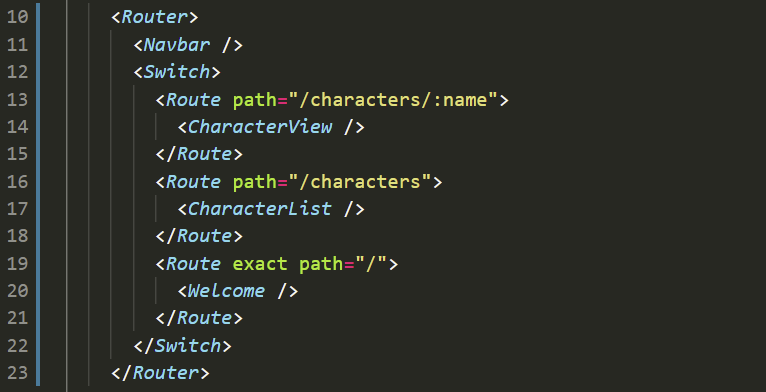 10 <Router>
11 <Navbar />
12 <Switch>
13 <Route path="/characters/:name">
14 <CharacterView />
15 </Route>
16 <Route path="/characters">
17 <CharacterList />
18 </Route>
19 <Route exact path="/">
20 <Welcome />
21 </Route>
22 </Switch>
23 </Router>